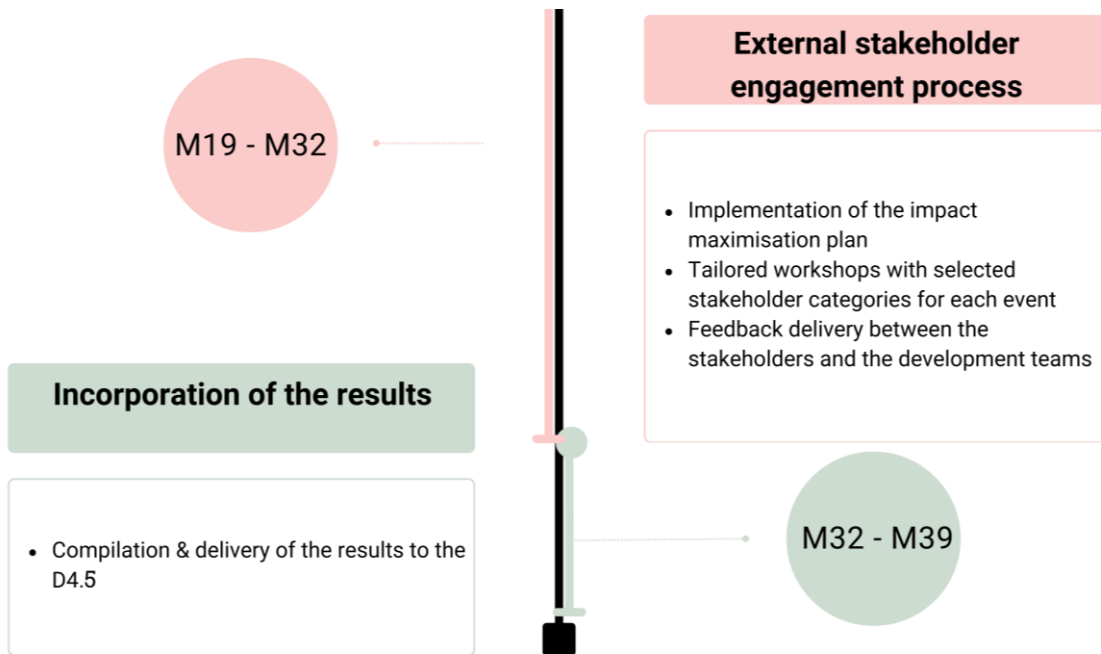 External stakeholder
engagement process
M19 - M32
• Implementation of the impact
maximisation plan
• Tailored workshops with selected
stakeholder categories for each event
• Feedback delivery between the
stakeholders and the development teams
Incorporation of the results
M32 - M39
• Compilation & delivery of the results to the
D4.5